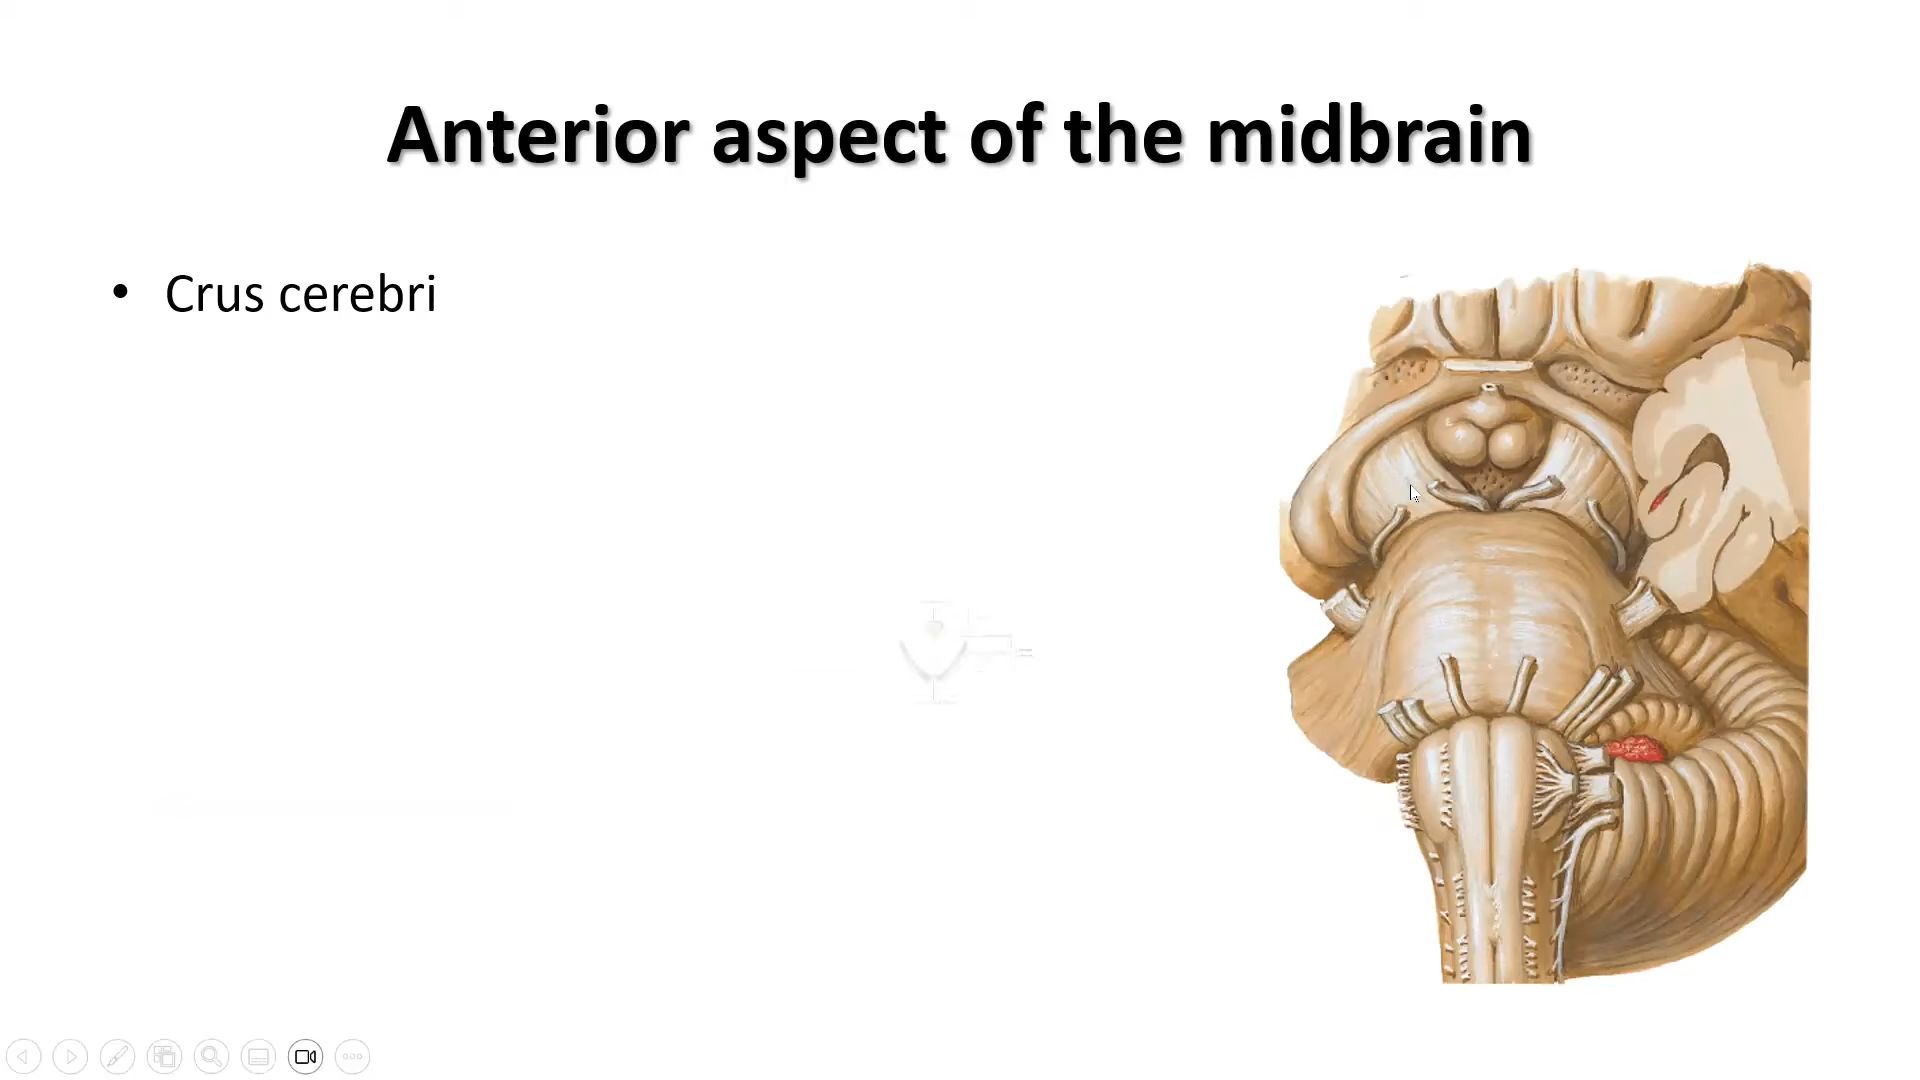 Anterior aspect of the midbrain
• Crus cerebri